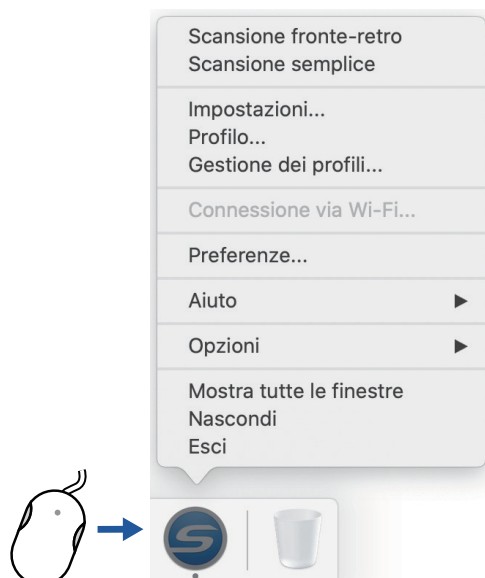 Scansione fronte-retro
Scansione semplice
Impostazioni...
Profilo...
Gestione dei profili...
Connessione via Wi-Fi...
Preferenze...
Aiuto
Opzioni
Mostra tutte le finestre
Nascondi
Esci